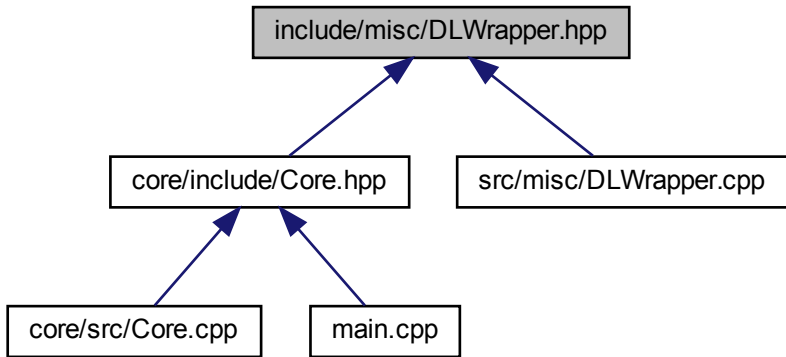 include/misc/DLWrapper.hpp
core/include/Core.hpp
src/misc/DLWrapper.cpp
core/src/Core.cpp
main.cpp